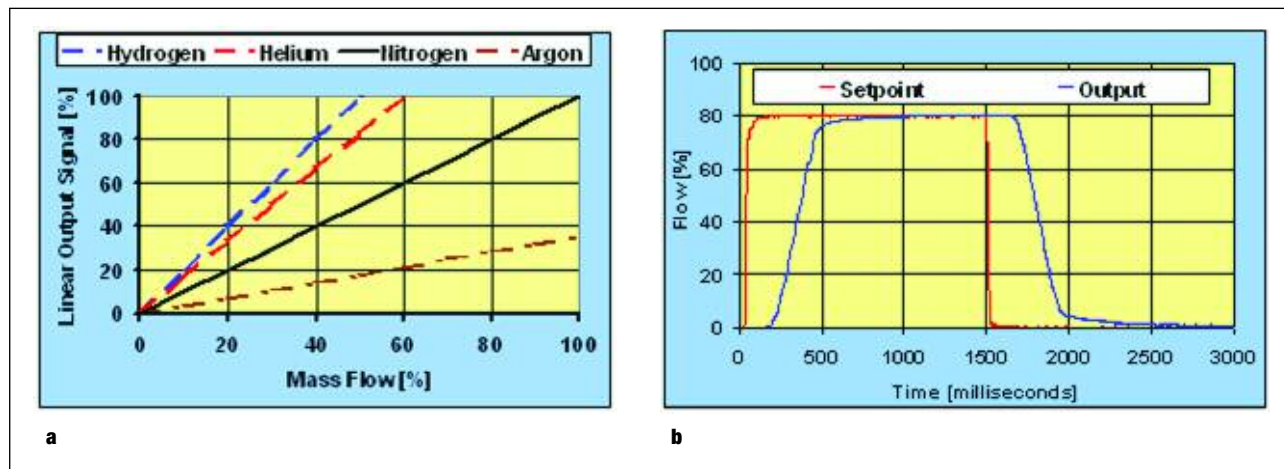 Hydrogen Helium Nitrogen Argon
Linear Output Signal [%]
100
80
60
40
20
0
0 20 40 60 80 100
Mass Flow [%]
a
Setpoint Output
Flow [%]
100
80
60
40
20
0
0 500 1000 1500 2000 2500 3000
Time [milliseconds]
b